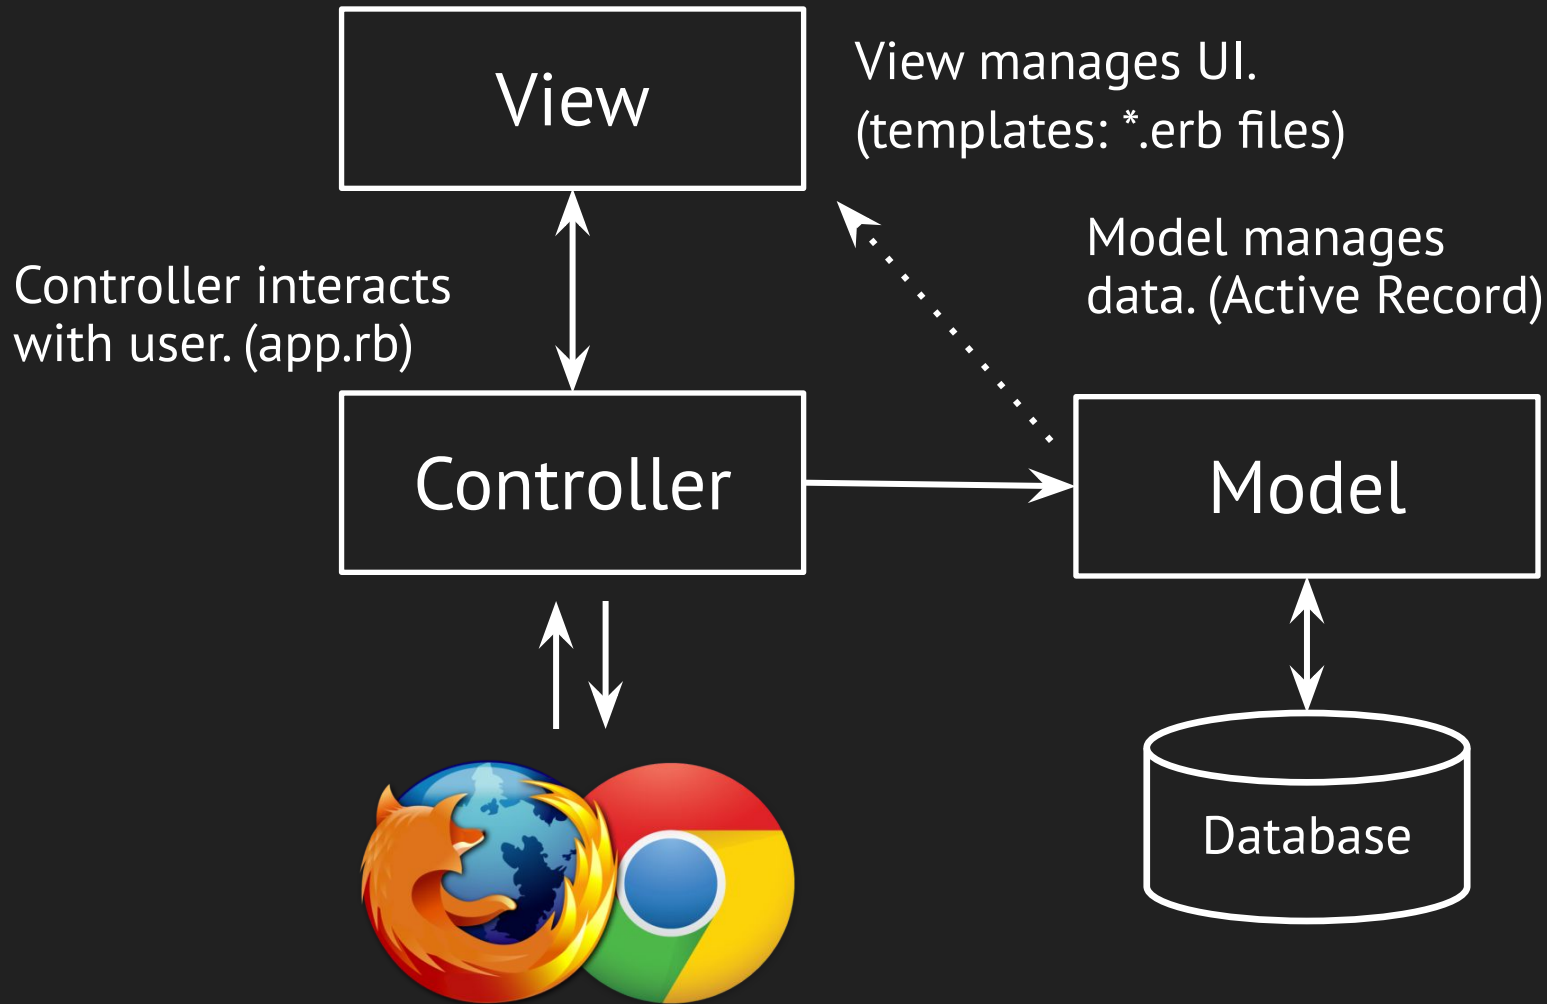 View
View manages UI.
(templates: *.erb files)
Model manages
data. (Active Record)
Controller interacts
with user. (app.rb)
Controller
Model
Database